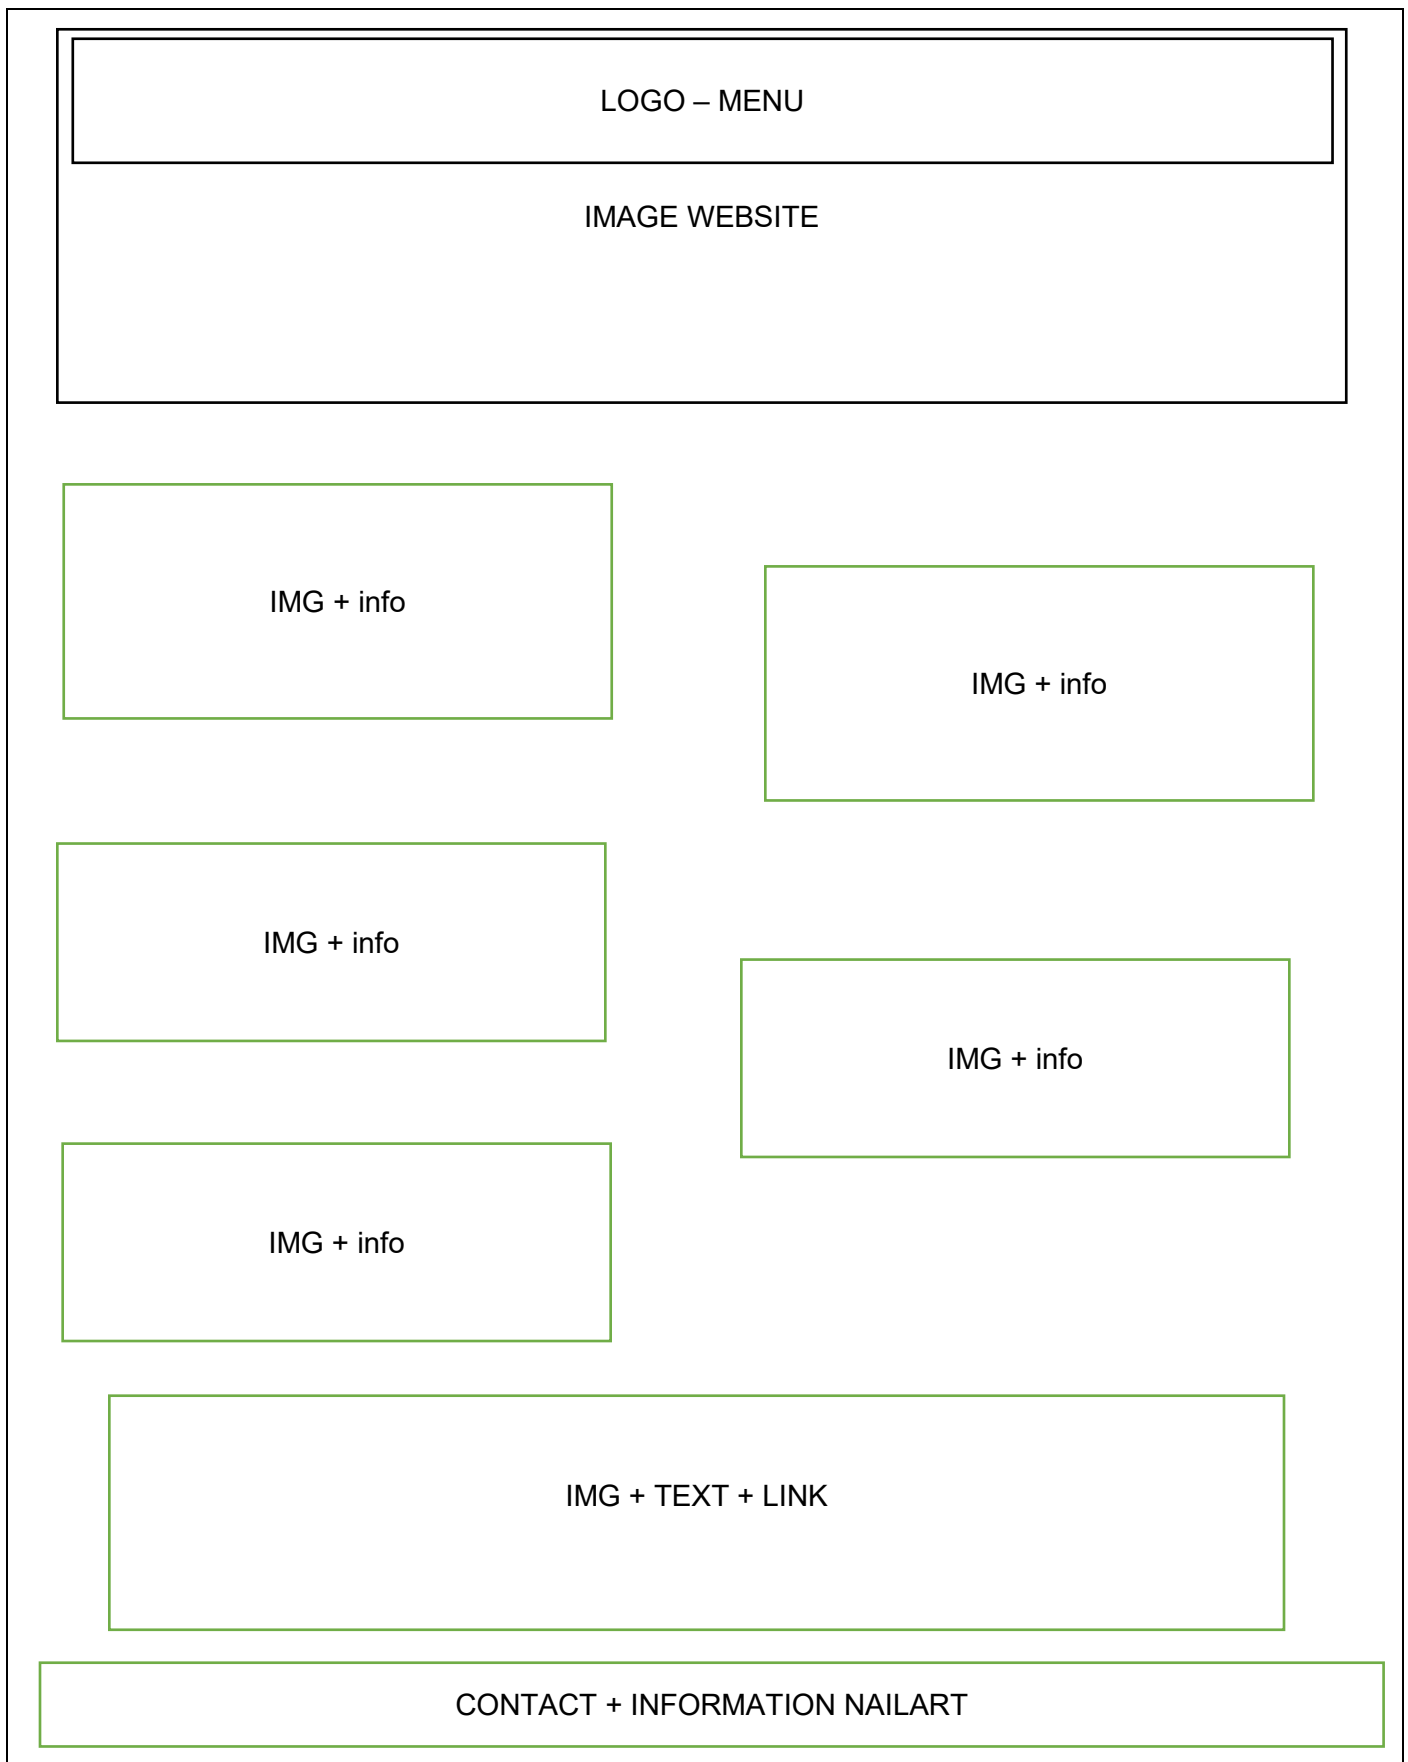 LOGO – MENU
IMAGE WEBSITE
IMG + info
IMG + info
IMG + info
IMG + info
IMG + info
IMG + TEXT + LINK
CONTACT + INFORMATION NAILART